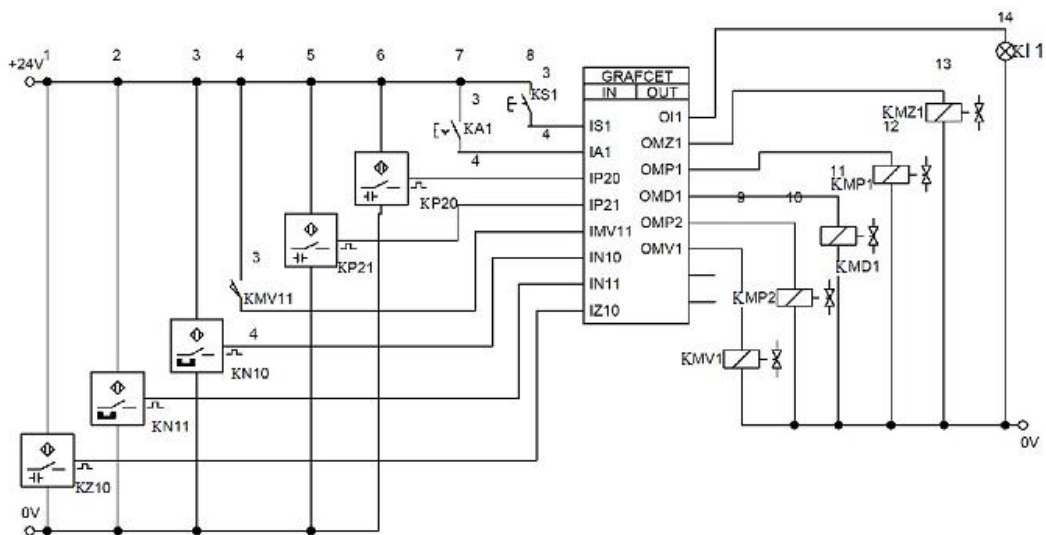 14
KI 1
1 2 3 4 5 6 7 8
13
+24V
3
KS1
GRAFCET
IN OUT
KMZ1
3
KA1
4
IS1 OI1
12
4
IA1 OMZ1
IP20 OMP1
11
KMP1
KP20
IP21 OMD1
9 10
IMV11 OMP2
KP21
3
IN10 OMV1
KMD1
KMV11
IN11
IZ10
KMP2
4
KN10
KMV1
KN11
0V
KZ10
0V